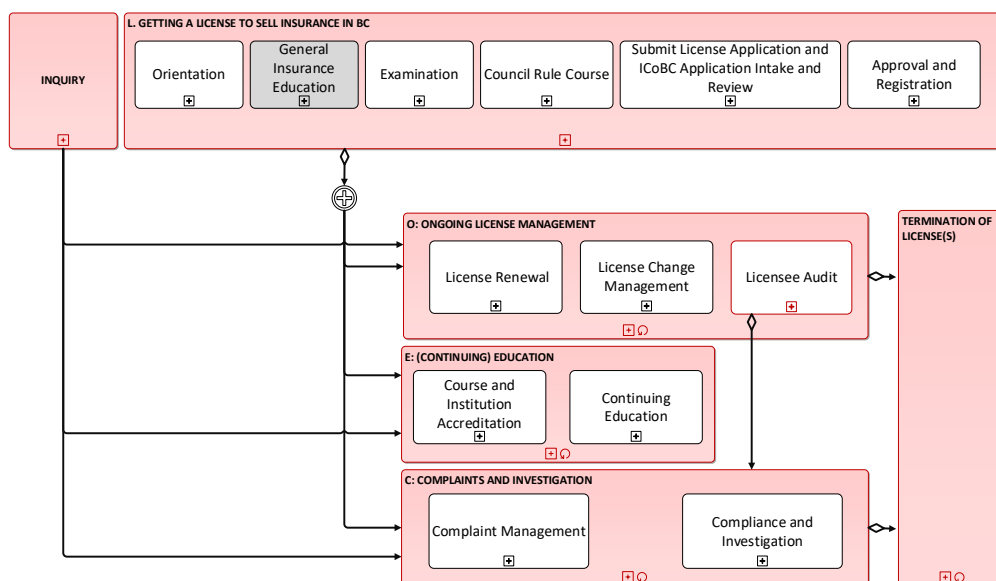 L. GETTING A LICENSE TO SELL INSURANCE IN BC
INQUIRY
Orientation
General
Insurance
Education
Examination
Council Rule Course
Submit License Application and
ICoBC Application Intake and
Review
Approval and
Registration
O: ONGOING LICENSE MANAGEMENT
License Renewal
License Change
Management
Licensee Audit
TERMINATION OF
LICENSE(S)
E: (CONTINUING) EDUCATION
Course and
Institution
Accreditation
Continuing
Education
C: COMPLAINTS AND INVESTIGATION
Complaint Management
Compliance and
Investigation